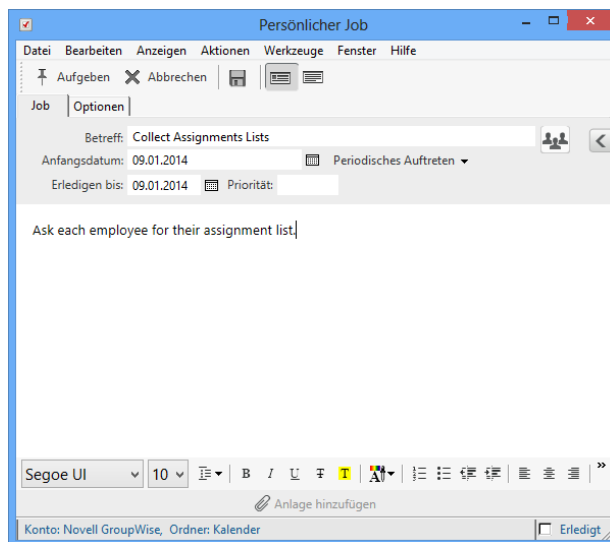 Persönlicher Job
Datei Bearbeiten Anzeigen Aktionen Werkzeuge Fenster Hilfe
Aufgeben Abbrechen
Job Optionen
Betreff: Collect Assignments Lists
Anfangsdatum: 09.01.2014 Periodisches Auftreten
Erledigen bis: 09.01.2014 Priorität:
Ask each employee for their assignment list.
Segoe UI 10 B I U T T A »
Anlage hinzufügen
Konto: Novell GroupWise, Ordner: Kalender Erledigt